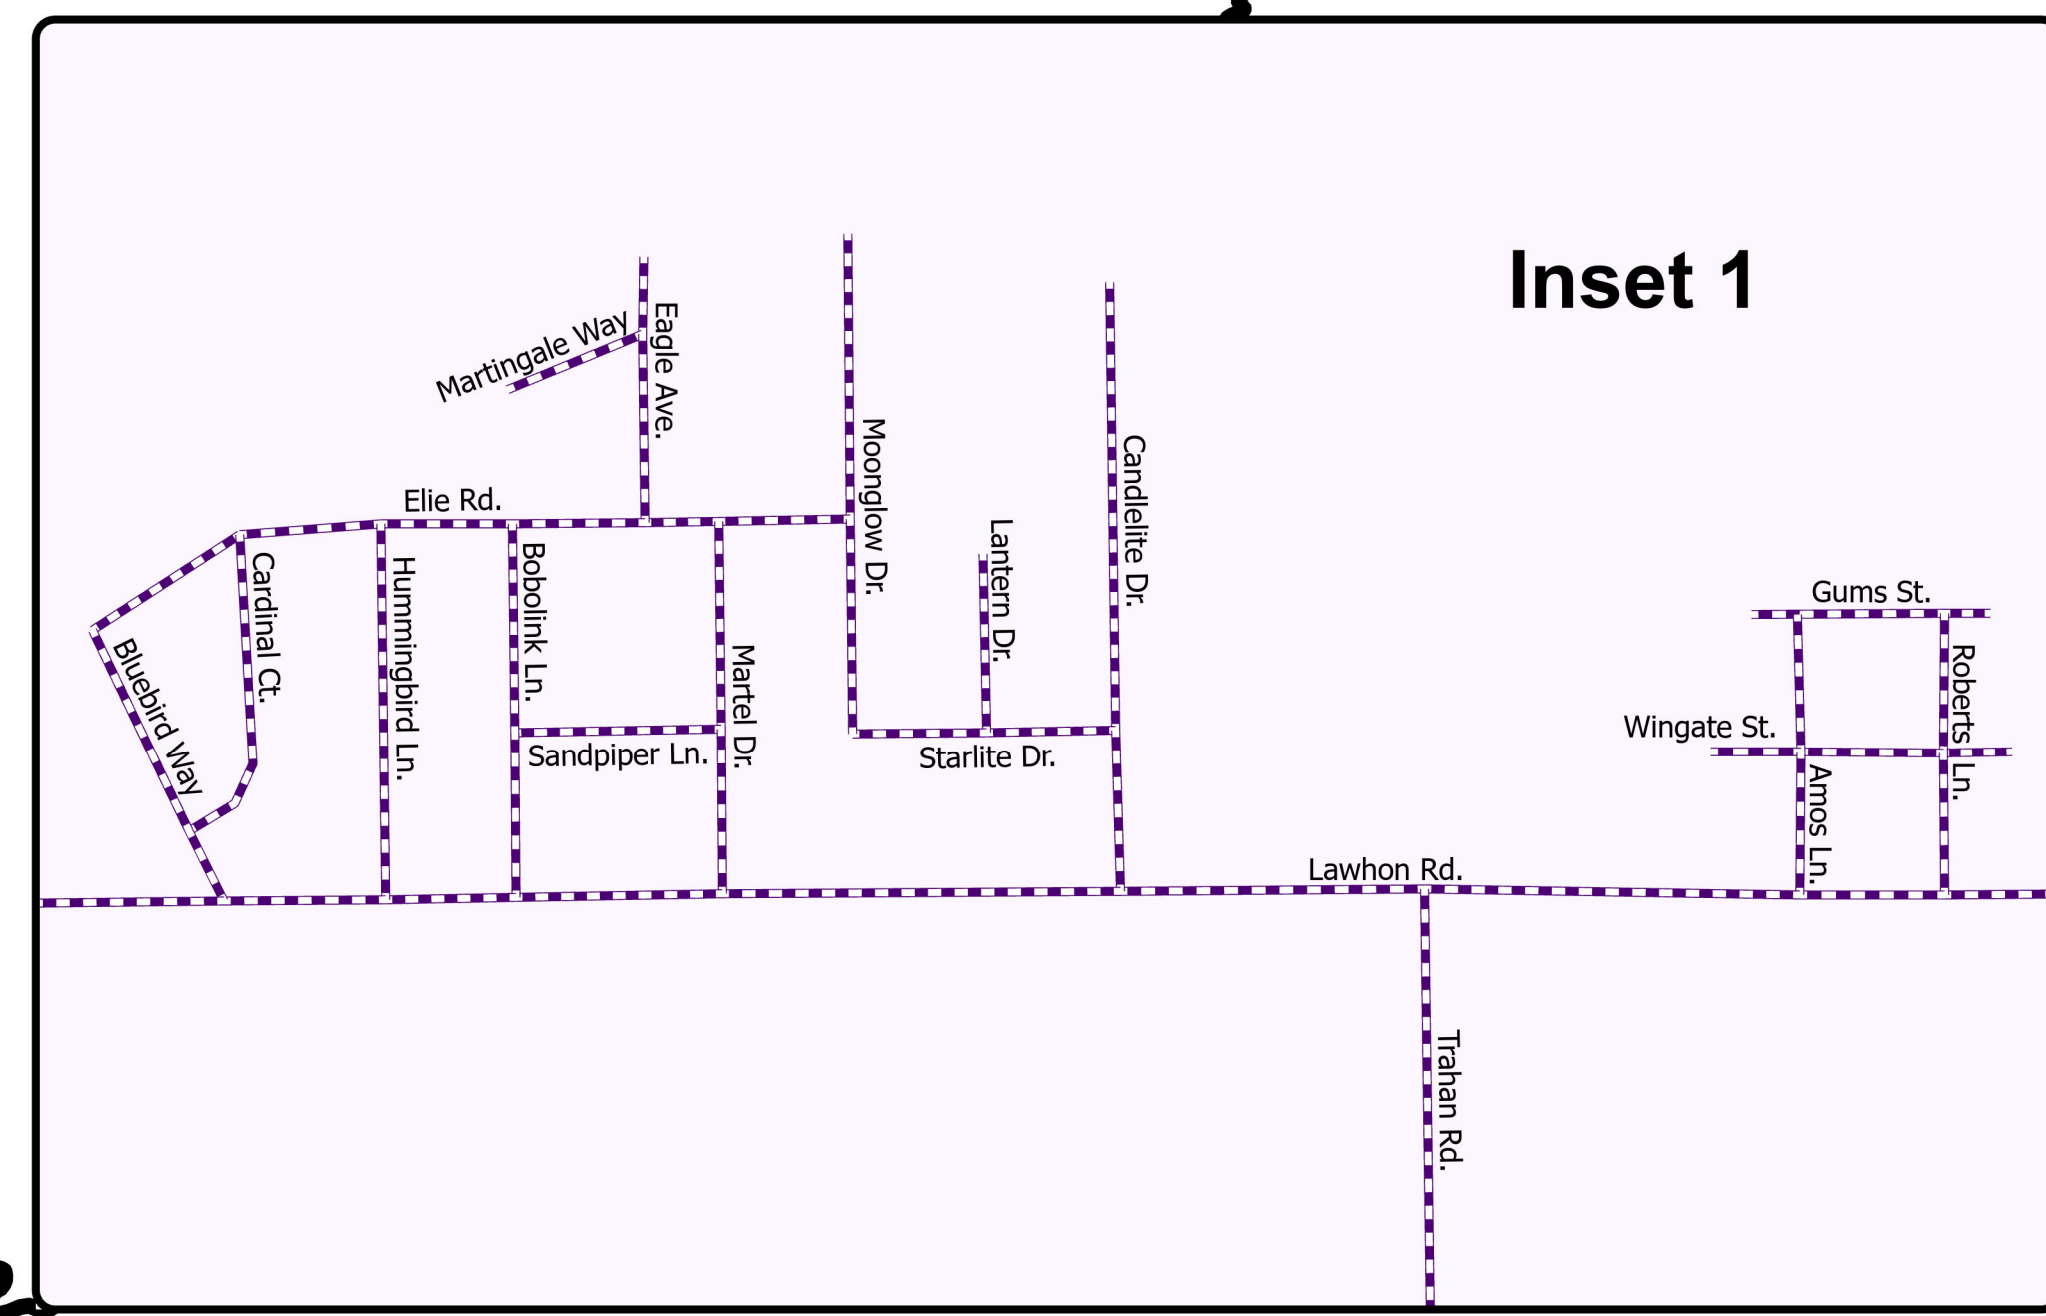 Inset 1
Martingale Way
Eagle Ave.
Moonglow Dr.
Candlelite Dr.
Elie Rd.
Lantern Dr.
Cardinal Ct.
Hummingbird Ln.
Bobolink Ln.
Gums St.
Bluebird Way
Martel Dr.
Roberts Ln.
Sandpiper Ln.
Starlite Dr.
Wingate St.
Amos Ln.
Lawhon Rd.
Trahan Rd.